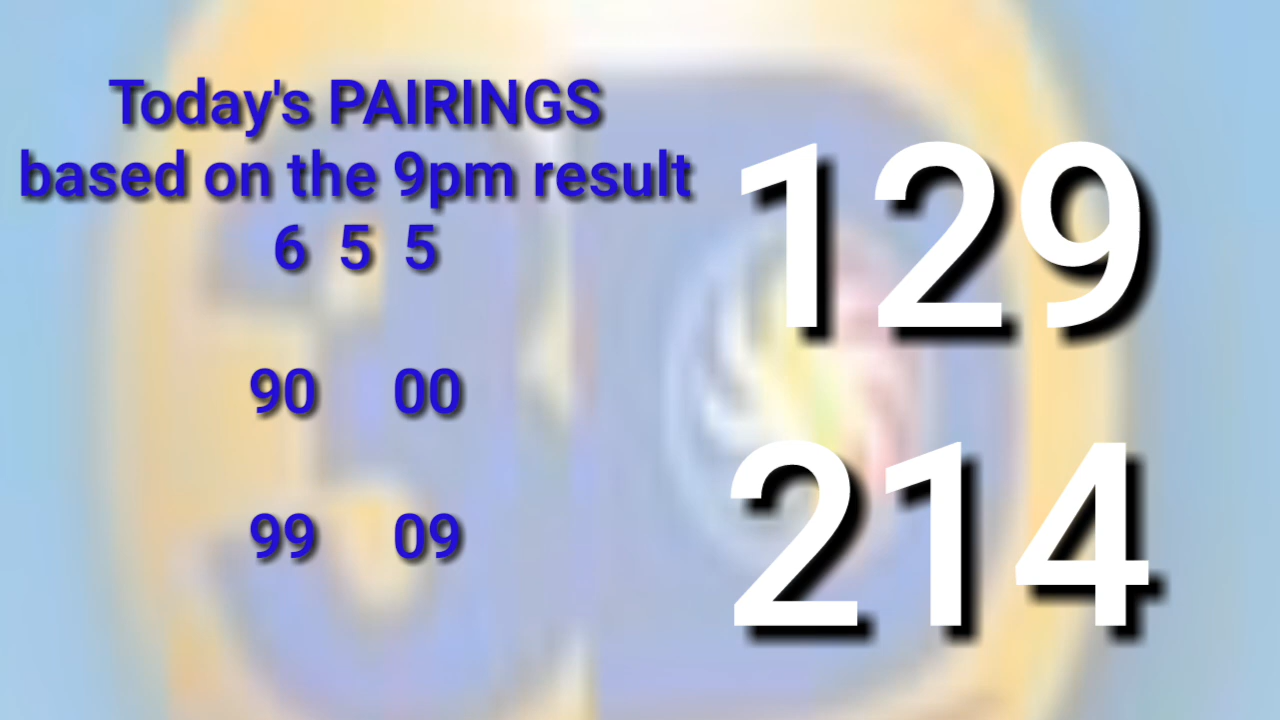 Today's PAIRINGS
based on the 9pm result
6 5 5
90 00
99 09
129
214